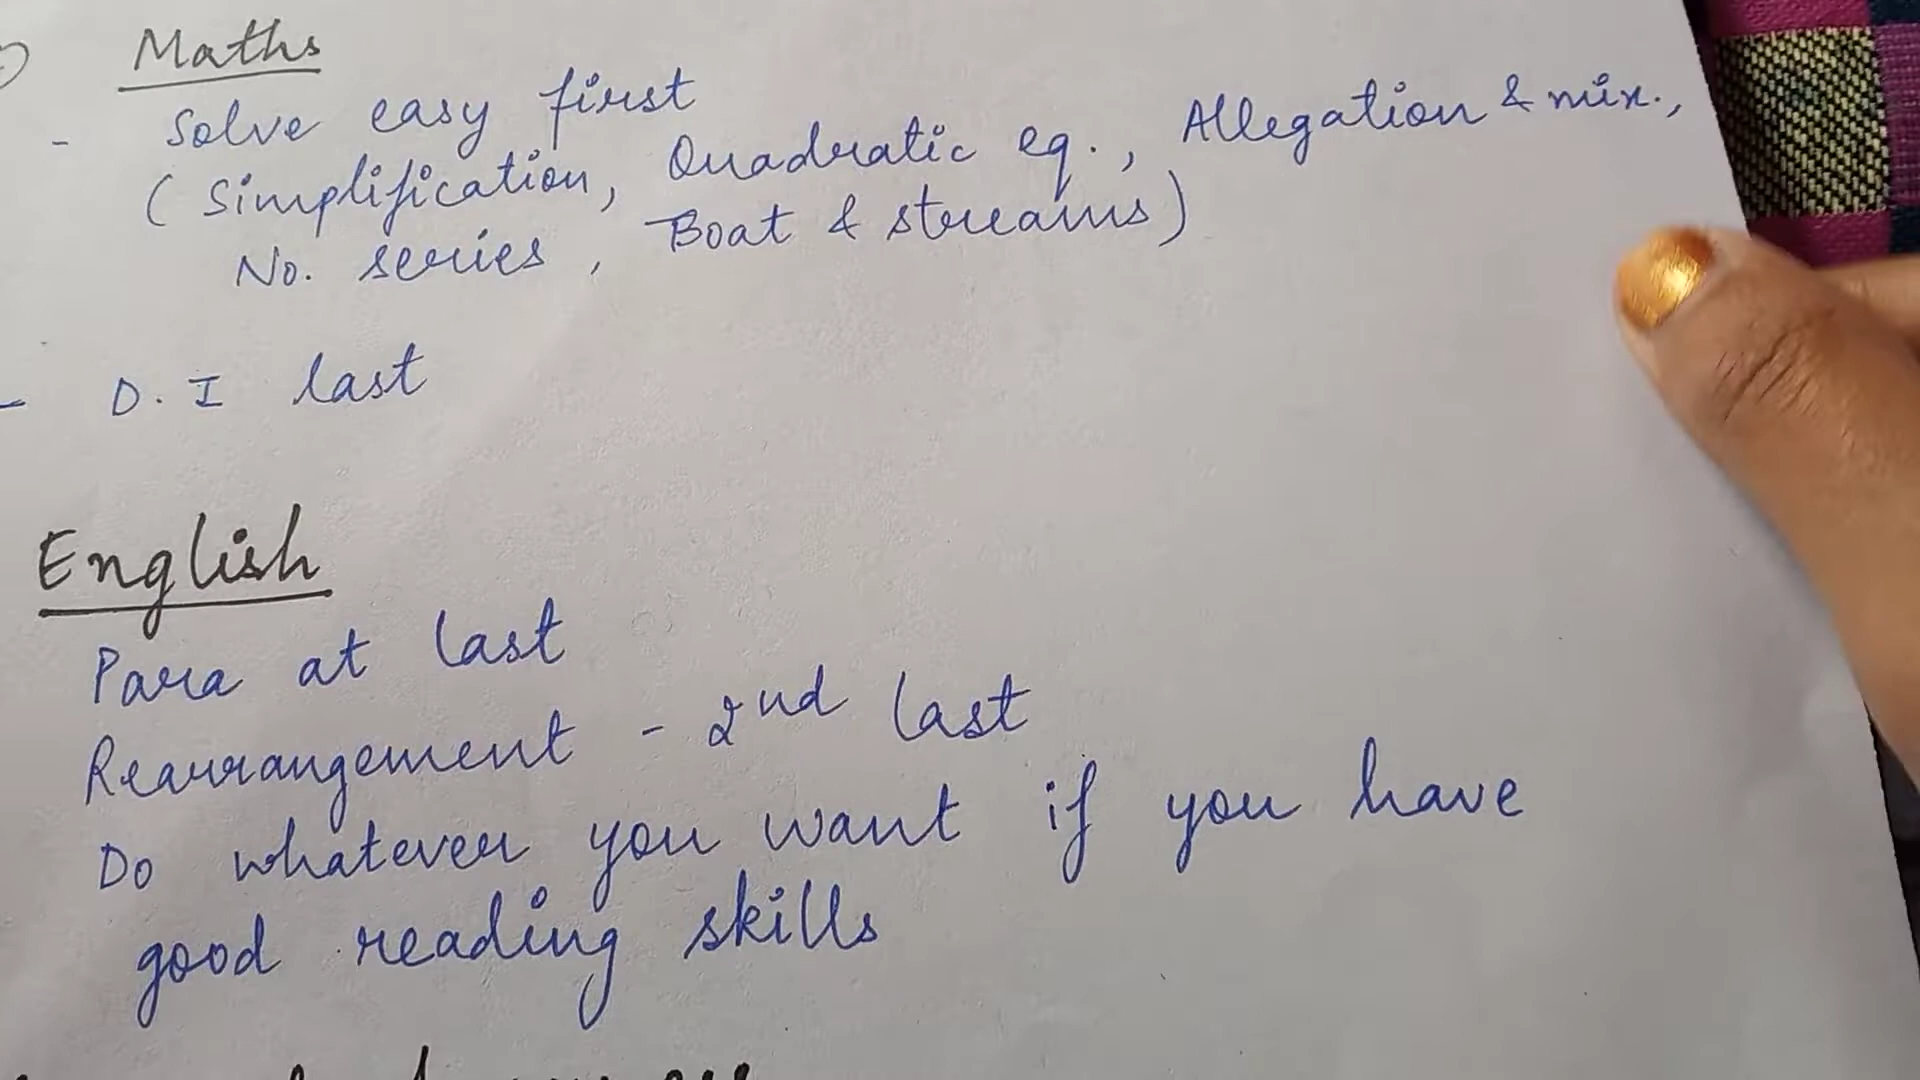 Maths
- Solve easy first
( Simplification, Quadratic eq., Allegation & mix.,
No. series, Boat & streams)
- D. I last
English
Para at last
Rearrangement - 2nd last
Do whatever you want if you have
good reading skills